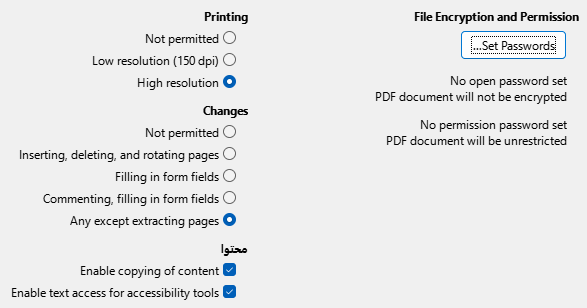 File Encryption and Permission
...Set Passwords
No open password set
PDF document will not be encrypted
No permission password set
PDF document will be unrestricted
Printing
Not permitted
Low resolution (150 dpi)
High resolution
Changes
Not permitted
Inserting, deleting, and rotating pages
Filling in form fields
Commenting, filling in form fields
Any except extracting pages
محتوا
Enable copying of content
Enable text access for accessibility tools